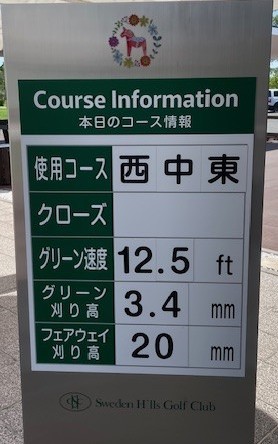 Course Information
本日のコース情報
使用コース 西 中 東
クローズ
グリーン速度 12.5 ft
グリーン
刈り高 3.4 mm
フェアウェイ
刈り高 20 mm
Sweden Hills Golf Club